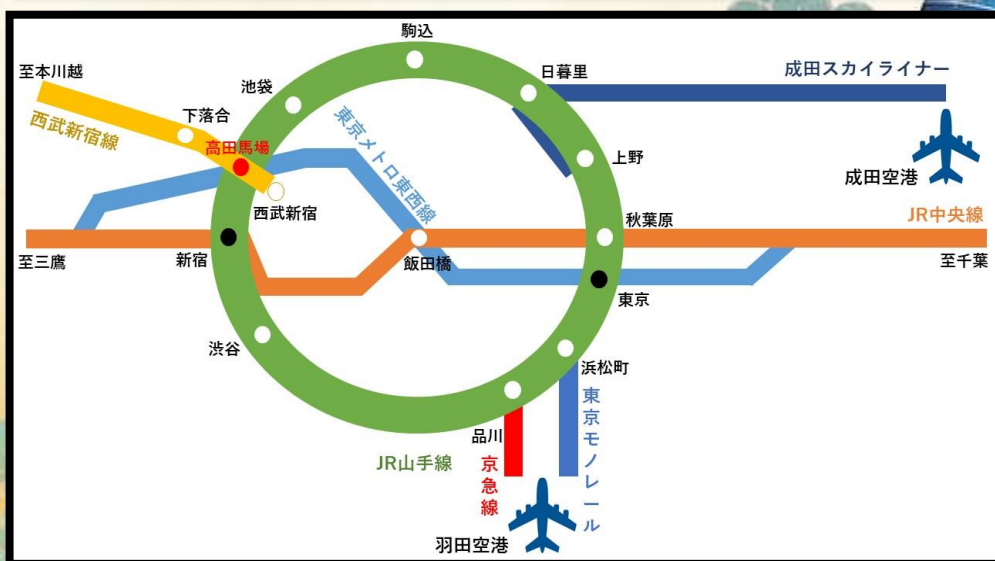 駒込
至本川越
池袋
日暮里
成田スカイライナー
下落合
西武新宿線
高田馬場
東京メトロ東西線
上野
成田空港
西武新宿
秋葉原
JR中央線
至三鷹
新宿
飯田橋
至千葉
東京
渋谷
浜松町
品川
JR山手線
京急線
東京モノレール
羽田空港